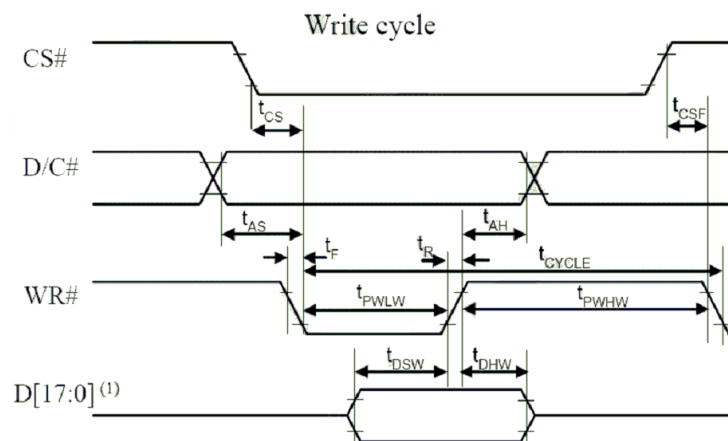 Write cycle
CS#
tCS
tCSF
D/C#
tAS
tAH
tF
tR
tCYCLE
WR#
tPWLW
tPWHW
tDSW
tDHW
D[17:0] (1)